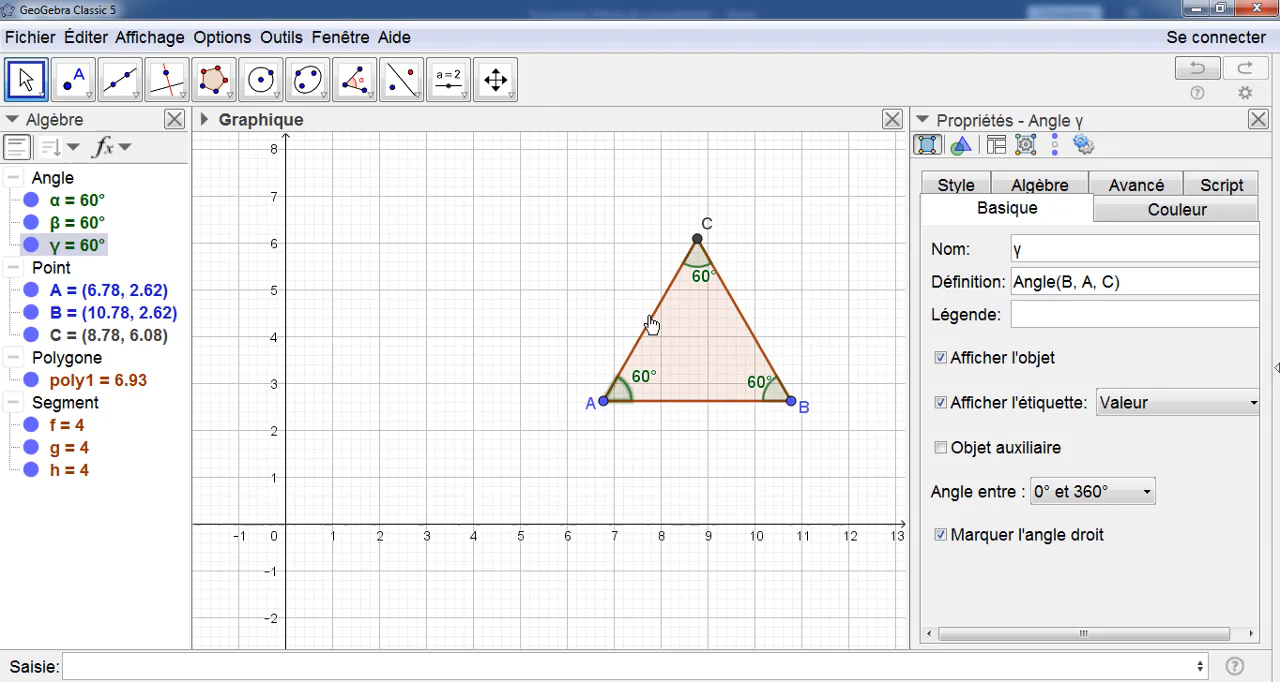 GeoGebra Classic 5
Fichier Éditer Affichage Options Outils Fenêtre Aide
Se connecter
A
α
a=2
Algèbre
Graphique
Propriétés - Angle γ
fx
Angle
α = 60°
β = 60°
γ = 60°
Point
A = (6.78, 2.62)
B = (10.78, 2.62)
C = (8.78, 6.08)
Polygone
poly1 = 6.93
Segment
f = 4
g = 4
h = 4
8
7
6
5
4
3
2
1
-1
-2
-1 0 1 2 3 4 5 6 7 8 9 10 11 12 13
C
60°
60°
60°
A
B
Style Algèbre Avancé Script
Basique Couleur
Nom: γ
Définition: Angle(B, A, C)
Légende:
Afficher l'objet
Afficher l'étiquette: Valeur
Objet auxiliaire
Angle entre : 0° et 360°
Marquer l'angle droit
Saisie: